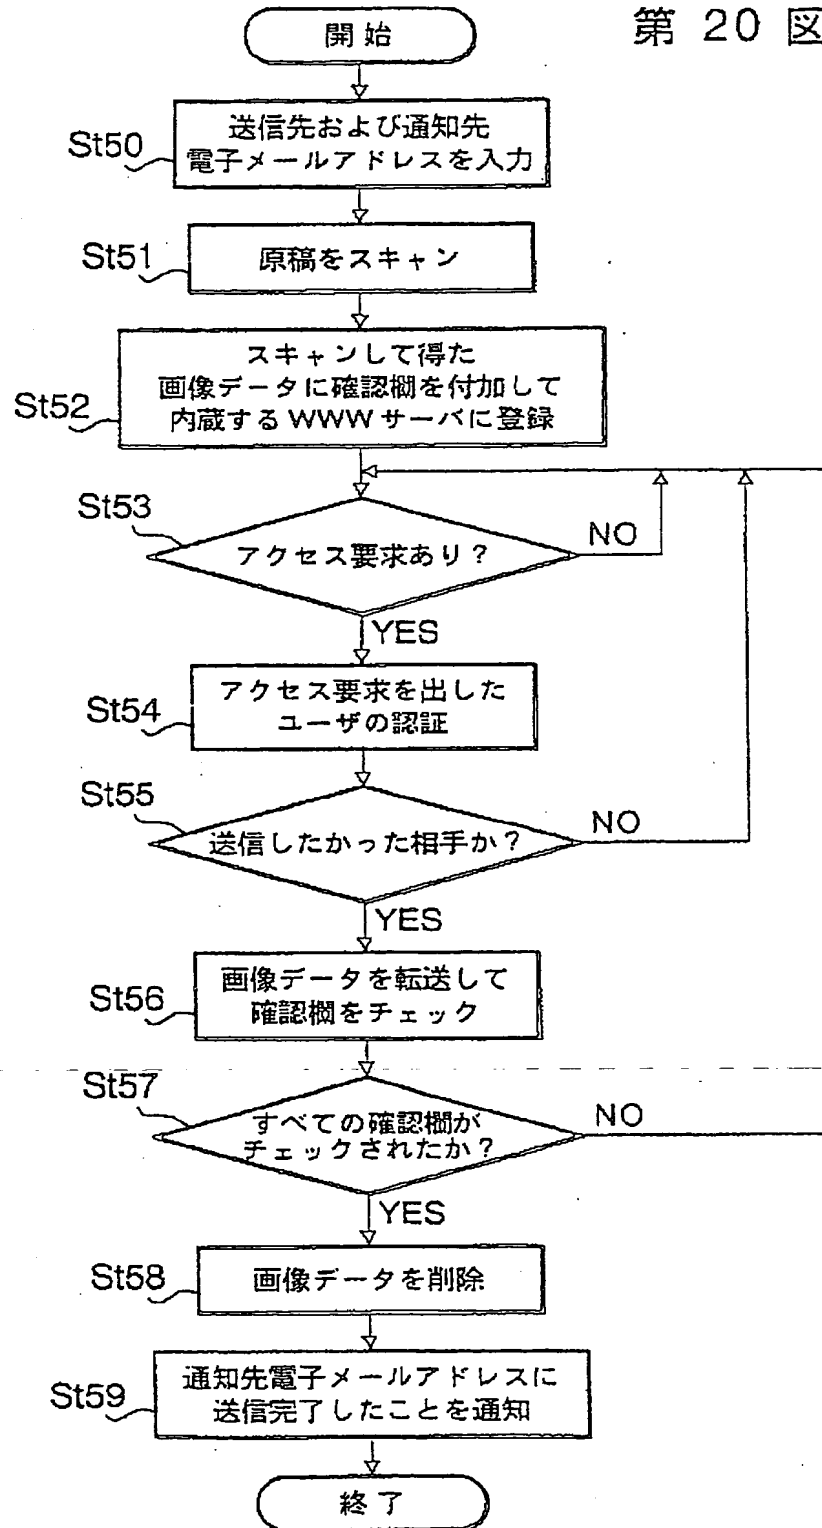 第 20 図
開始
St50
送信先および通知先
電子メールアドレスを入力
St51
原稿をスキャン
St52
スキャンして得た
画像データに確認欄を付加して
内蔵するWWWサーバに登録
St53
アクセス要求あり?
NO
YES
St54
アクセス要求を出した
ユーザの認証
St55
送信したかった相手か?
NO
YES
St56
画像データを転送して
確認欄をチェック
St57
すべての確認欄が
チェックされたか?
NO
YES
St58
画像データを削除
St59
通知先電子メールアドレスに
送信完了したことを通知
終了